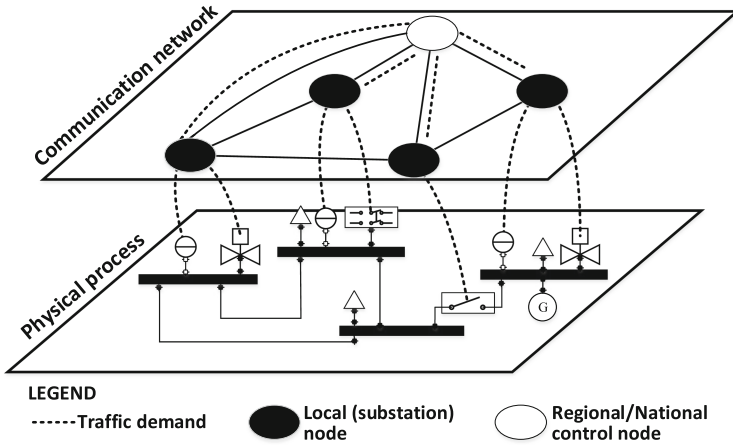 Communication network
Physical process
G
LEGEND
Traffic demand
Local (substation)
node
Regional/National
control node